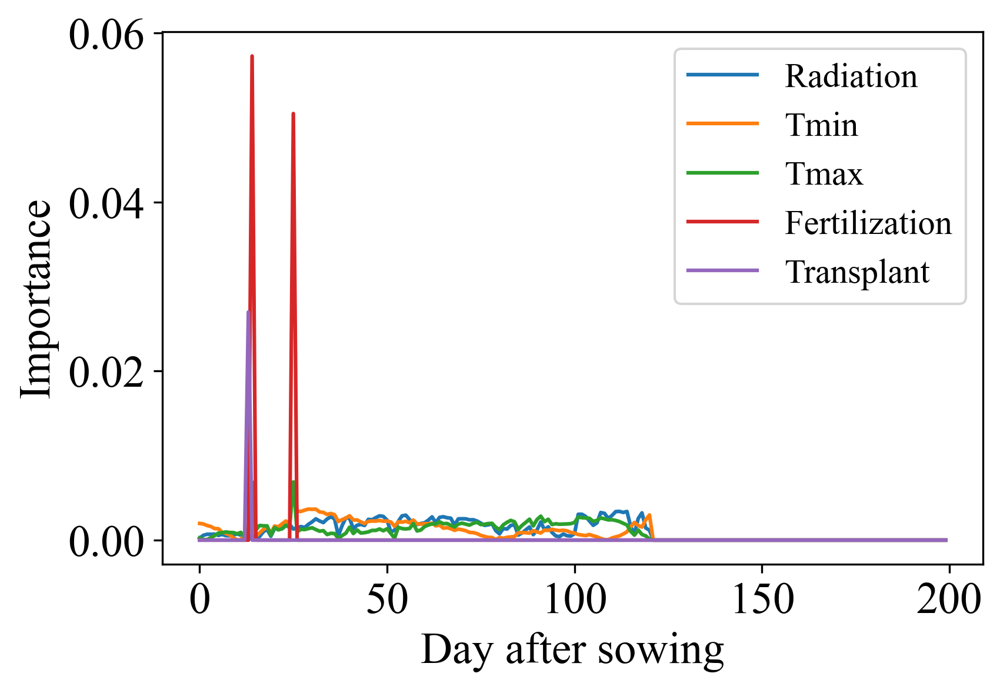 0.06
0.04
0.02
0.00
Importance
Radiation
Tmin
Tmax
Fertilization
Transplant
0 50 100 150 200
Day after sowing